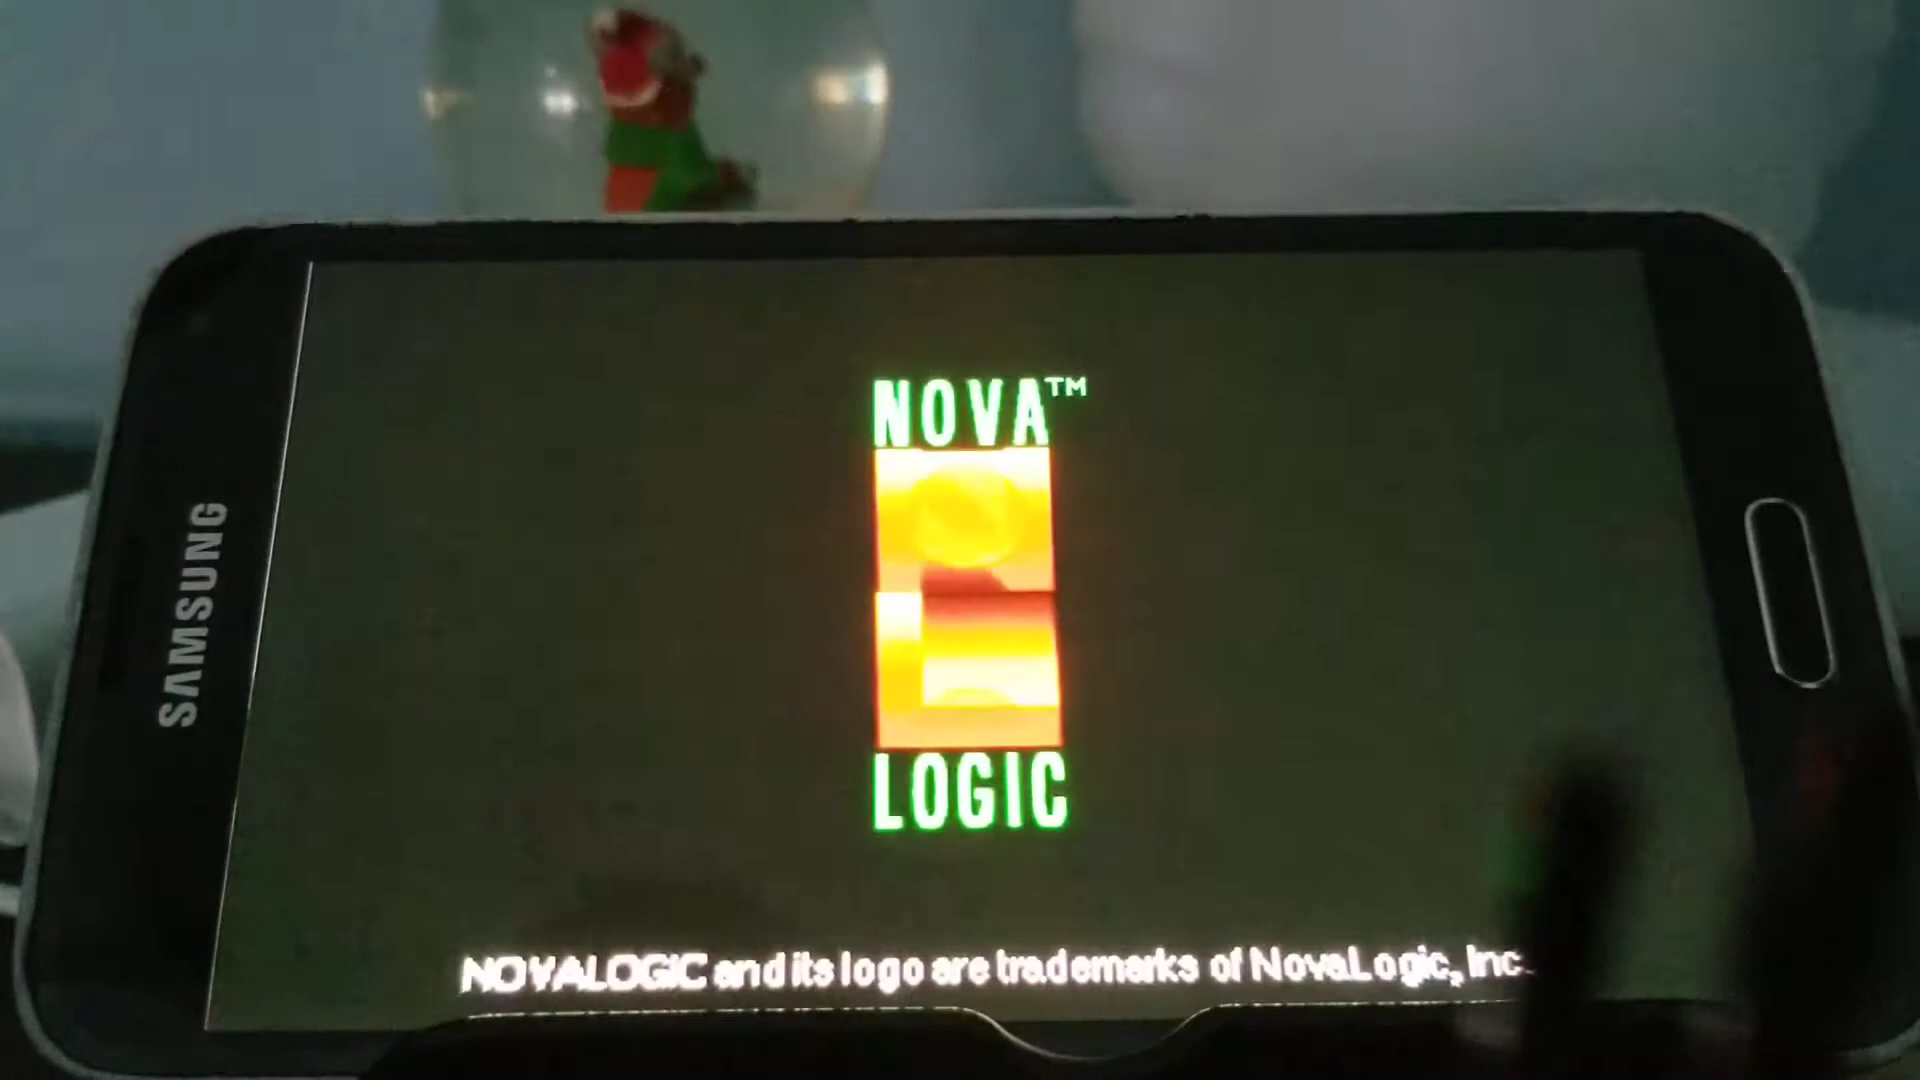 SAMSUNG
NOVA™
LOGIC
NOVALOGIC and its logo are trademarks of NovaLogic, Inc.